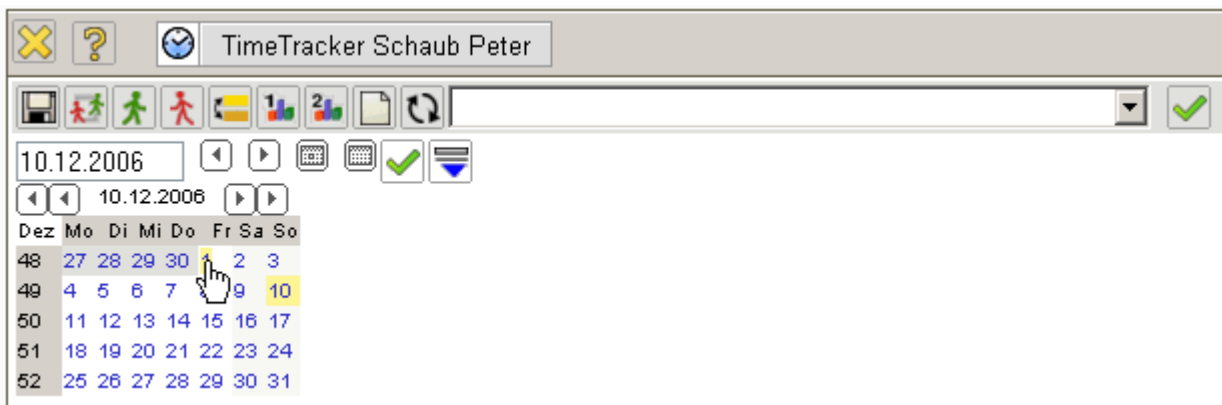 TimeTracker Schaub Peter
1 2
10.12.2006
10.12.2006
Dez Mo Di Mi Do Fr Sa So
48 27 28 29 30 1 2 3
49 4 5 6 7 9 10
50 11 12 13 14 15 16 17
51 18 19 20 21 22 23 24
52 25 26 27 28 29 30 31